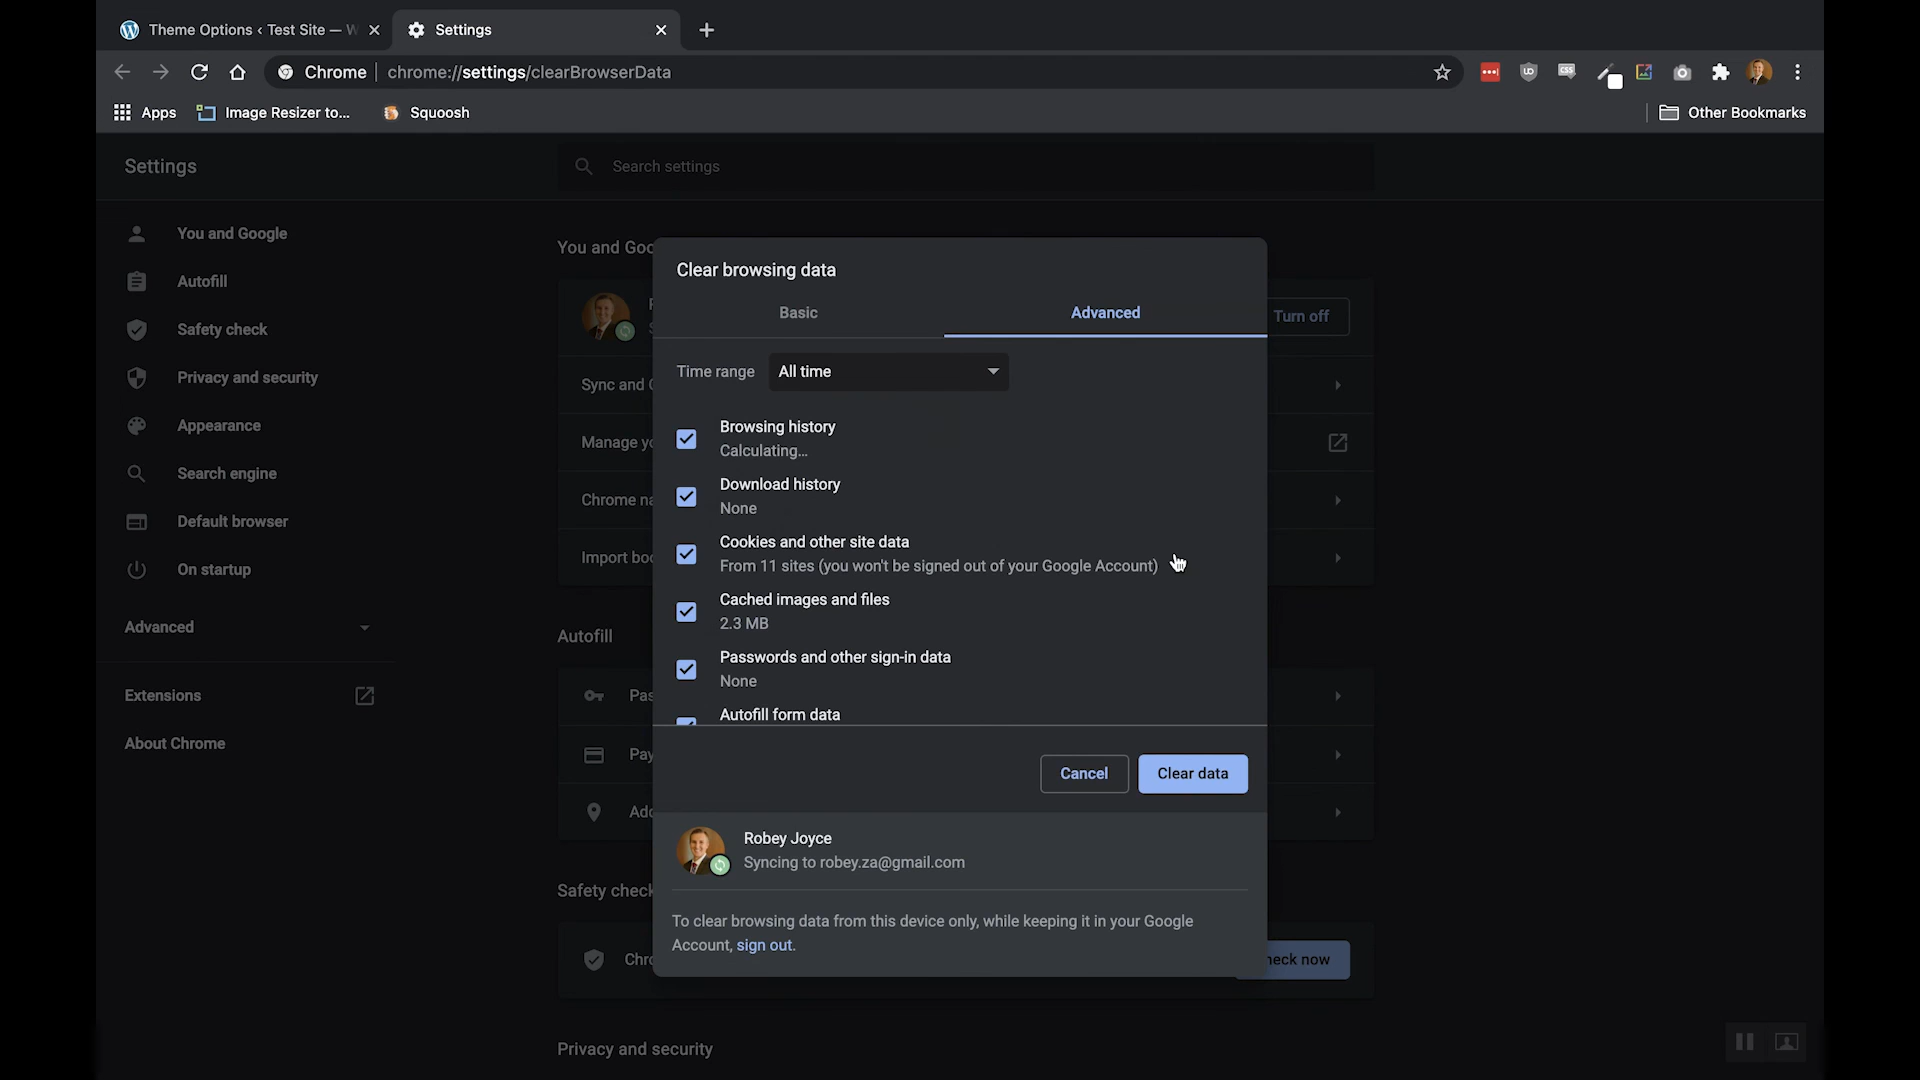 Theme Options ‹ Test Site — W
Settings
Chrome
chrome://settings/clearBrowserData
Apps
Image Resizer to...
Squoosh
Other Bookmarks
Settings
Search settings
You and Google
Autofill
Safety check
Privacy and security
Appearance
Search engine
Default browser
On startup
Advanced
Extensions
About Chrome
You and Goo
Turn off
Sync and G
Manage yo
Chrome na
Import boo
Autofill
Pas
Pay
Add
Safety check
Chro
heck now
Privacy and security
Clear browsing data
Basic
Advanced
Time range
All time
Browsing history
Calculating...
Download history
None
Cookies and other site data
From 11 sites (you won't be signed out of your Google Account)
Cached images and files
2.3 MB
Passwords and other sign-in data
None
Autofill form data
Cancel
Clear data
Robey Joyce
Syncing to robey.za@gmail.com
To clear browsing data from this device only, while keeping it in your Google
Account, sign out.